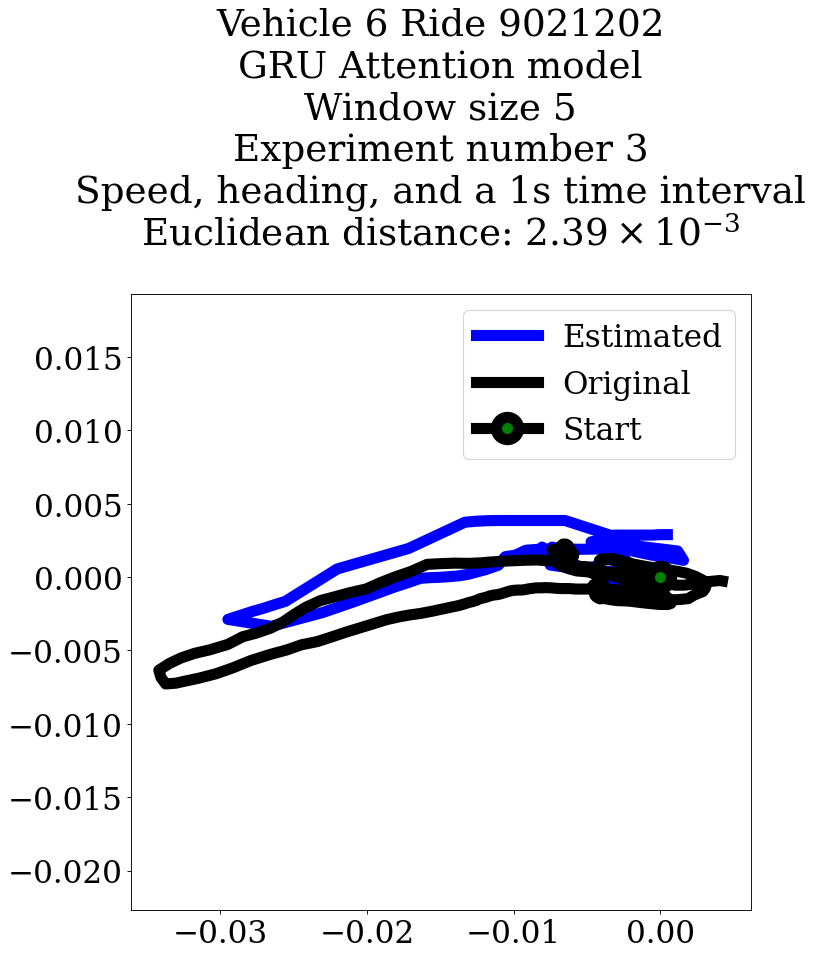 Vehicle 6 Ride 9021202
GRU Attention model
Window size 5
Experiment number 3
Speed, heading, and a 1s time interval
Euclidean distance: 2.39 × 10⁻³
Estimated
Original
Start
0.015
0.010
0.005
0.000
−0.005
−0.010
−0.015
−0.020
−0.03 −0.02 −0.01 0.00